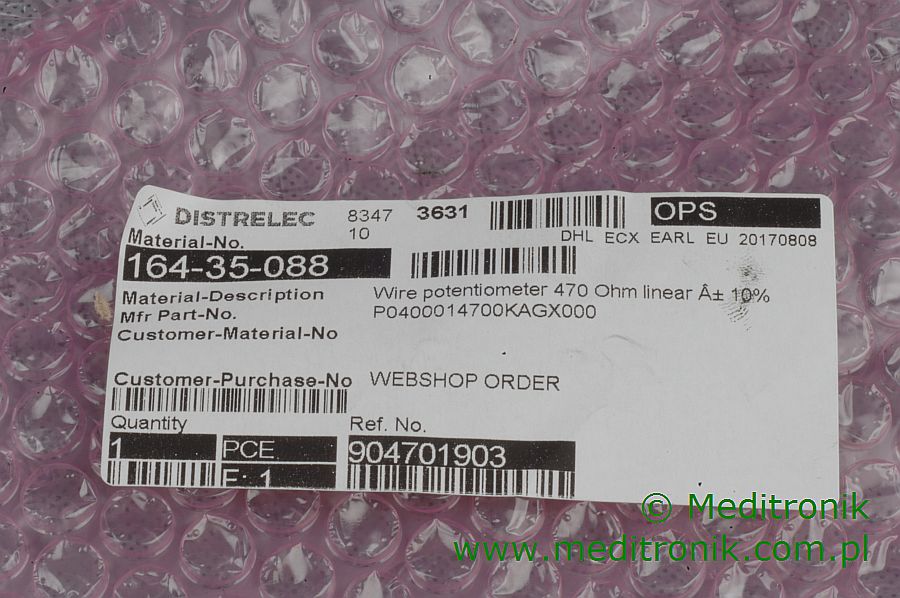 DISTRELEC 8347 3631 OPS
10
DHL ECX EARL EU 20170808
Material-No.
164-35-088
Material-Description Wire potentiometer 470 Ohm linear Â± 10%
Mfr Part-No. P0400014700KAGX000
Customer-Material-No
Customer-Purchase-No WEBSHOP ORDER
Quantity Ref. No.
1 PCE 904701903
F: 1
© Meditronik
www.meditronik.com.pl